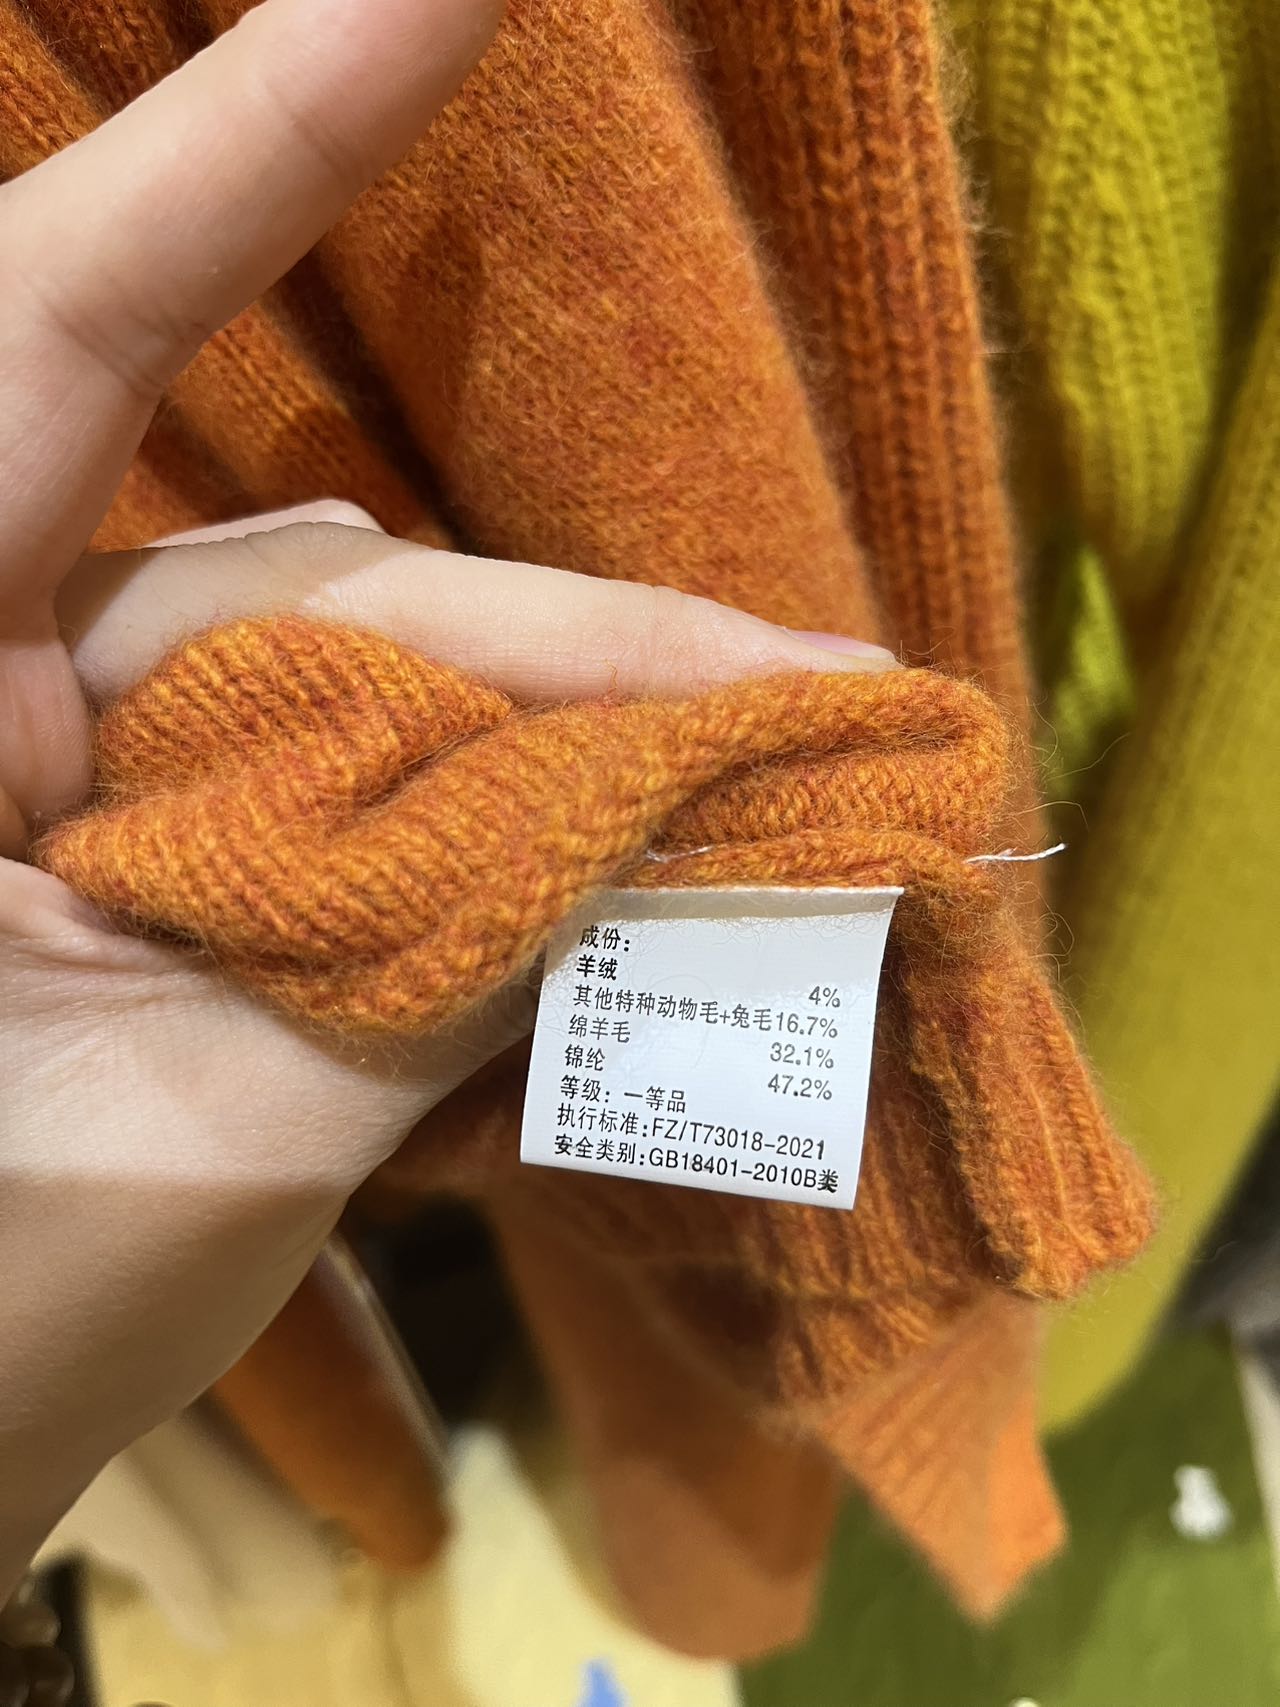 成份：
羊绒 4%
其他特种动物毛+兔毛16.7%
绵羊毛 32.1%
锦纶 47.2%
等级：一等品
执行标准:FZ/T73018-2021
安全类别:GB18401-2010B类